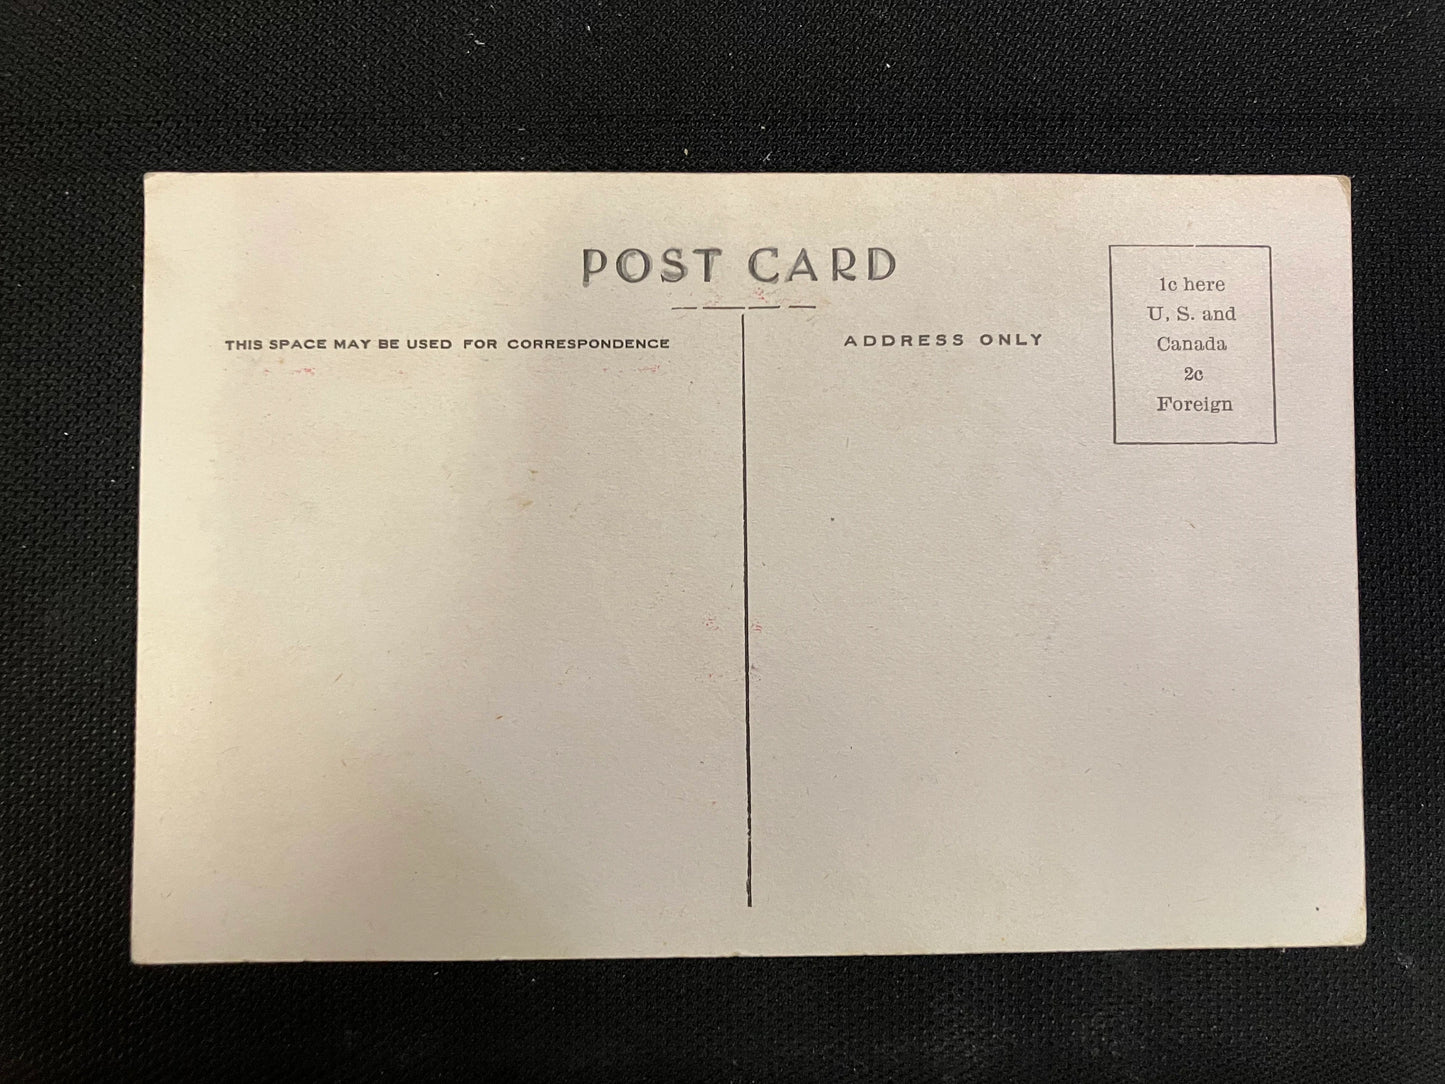 POST CARD
THIS SPACE MAY BE USED FOR CORRESPONDENCE
ADDRESS ONLY
1c here
U. S. and
Canada
2c
Foreign